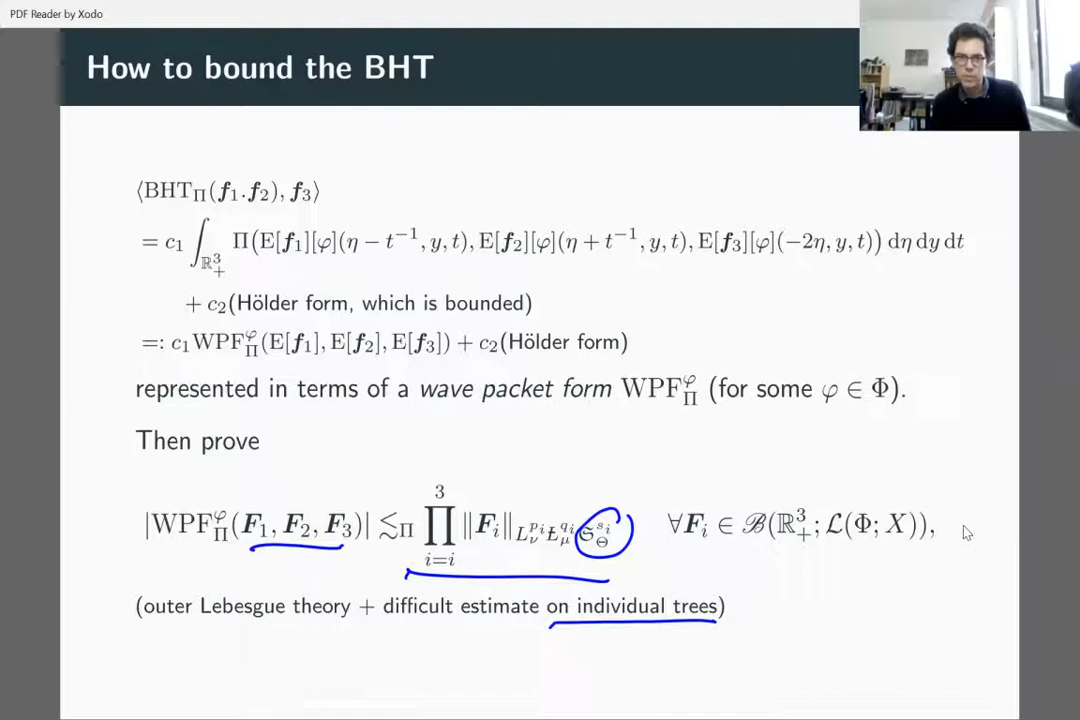 PDF Reader by Xodo
How to bound the BHT
⟨BHT_Π(f₁.f₂), f₃⟩
= c₁ ∫_{ℝ³₊} Π(E[f₁][φ](η − t⁻¹, y, t), E[f₂][φ](η + t⁻¹, y, t), E[f₃][φ](−2η, y, t)) dη dy dt
+ c₂(Hölder form, which is bounded)
=: c₁WPF^φ_Π(E[f₁], E[f₂], E[f₃]) + c₂(Hölder form)
represented in terms of a wave packet form WPF^φ_Π (for some φ ∈ Φ).
Then prove
|WPF^φ_Π(F₁, F₂, F₃)| ≲_Π ∏_{i=i}^{3} ‖F_i‖_{L^{p_i}_ν Ł^{q_i}_μ 𝔖^{s_i}_Θ} ∀F_i ∈ ℬ(ℝ³₊; ℒ(Φ; X)),
(outer Lebesgue theory + difficult estimate on individual trees)